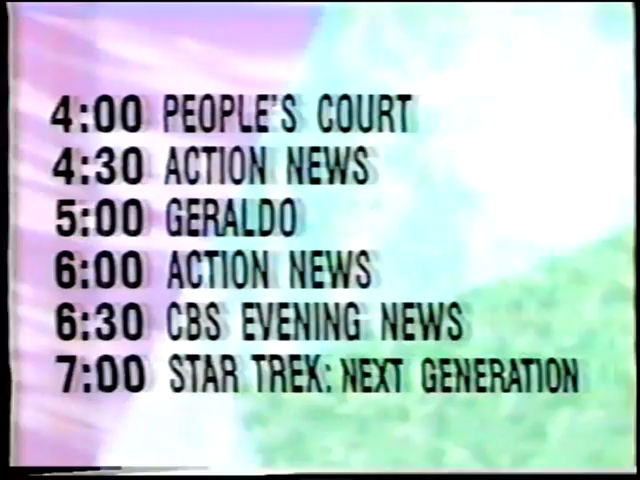 4:00 PEOPLE'S COURT
4:30 ACTION NEWS
5:00 GERALDO
6:00 ACTION NEWS
6:30 CBS EVENING NEWS
7:00 STAR TREK: NEXT GENERATION